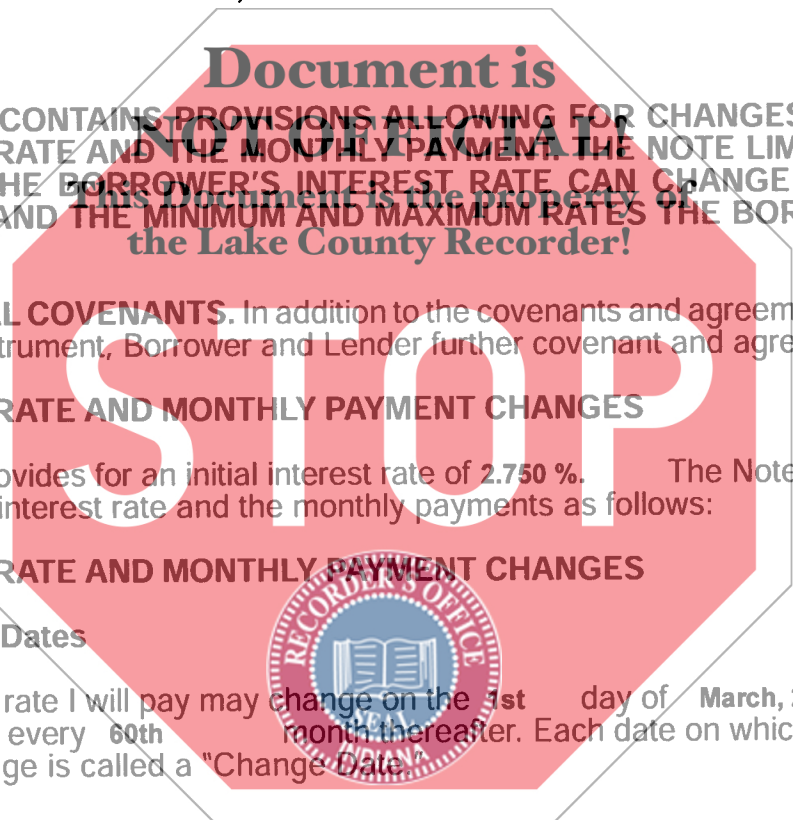 Document is
CONTAINS PROVISIONS ALLOWING FOR CHANGES
NOT OFFICIAL!
RATE AND THE MONTHLY PAYMENT. THE NOTE LIM
HE BORROWER'S INTEREST RATE CAN CHANGE
This Document is the property of
AND THE MINIMUM AND MAXIMUM RATES THE BOR
the Lake County Recorder!
L COVENANTS. In addition to the covenants and agreem
trument, Borrower and Lender further covenant and agre
STOP
RATE AND MONTHLY PAYMENT CHANGES
ovides for an initial interest rate of 2.750 %. The Note
interest rate and the monthly payments as follows:
RATE AND MONTHLY PAYMENT CHANGES
RECORDER'S OFFICE
SEAL
INDIANA
Dates
rate I will pay may change on the 1st day of March, 2
every 60th month thereafter. Each date on whic
ge is called a "Change Date."